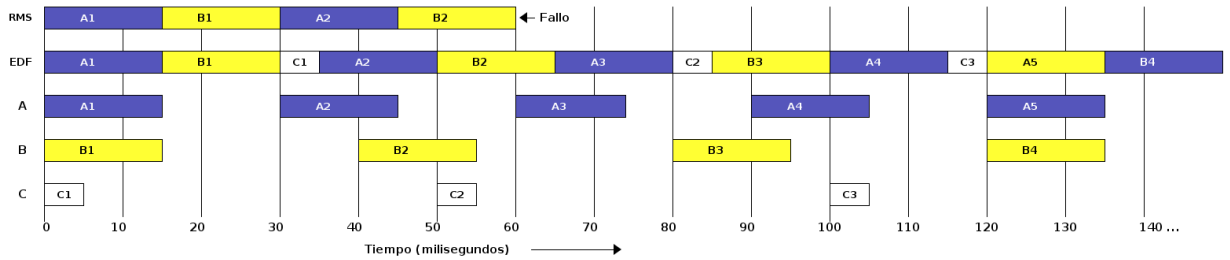 RMS A1 B1 A2 B2 Fallo
EDF A1 B1 C1 A2 B2 A3 C2 B3 A4 C3 A5 B4
A A1 A2 A3 A4 A5
B B1 B2 B3 B4
C C1 C2 C3
0 10 20 30 40 50 60 70 80 90 100 110 120 130 140 ...
Tiempo (milisegundos)